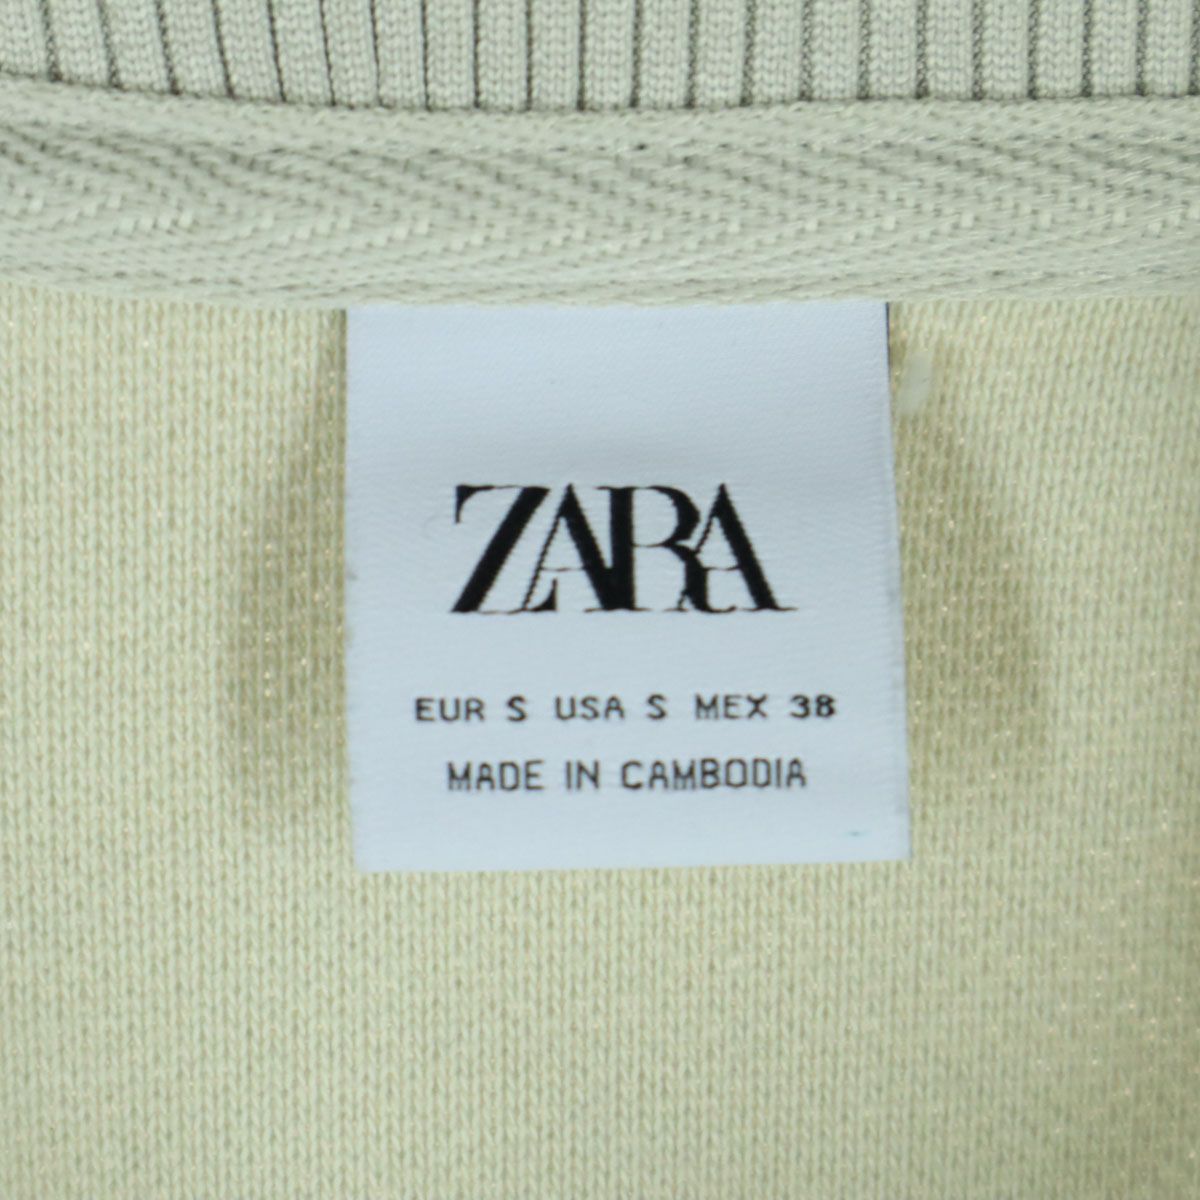 ZARA
EUR S USA S MEX 38
MADE IN CAMBODIA